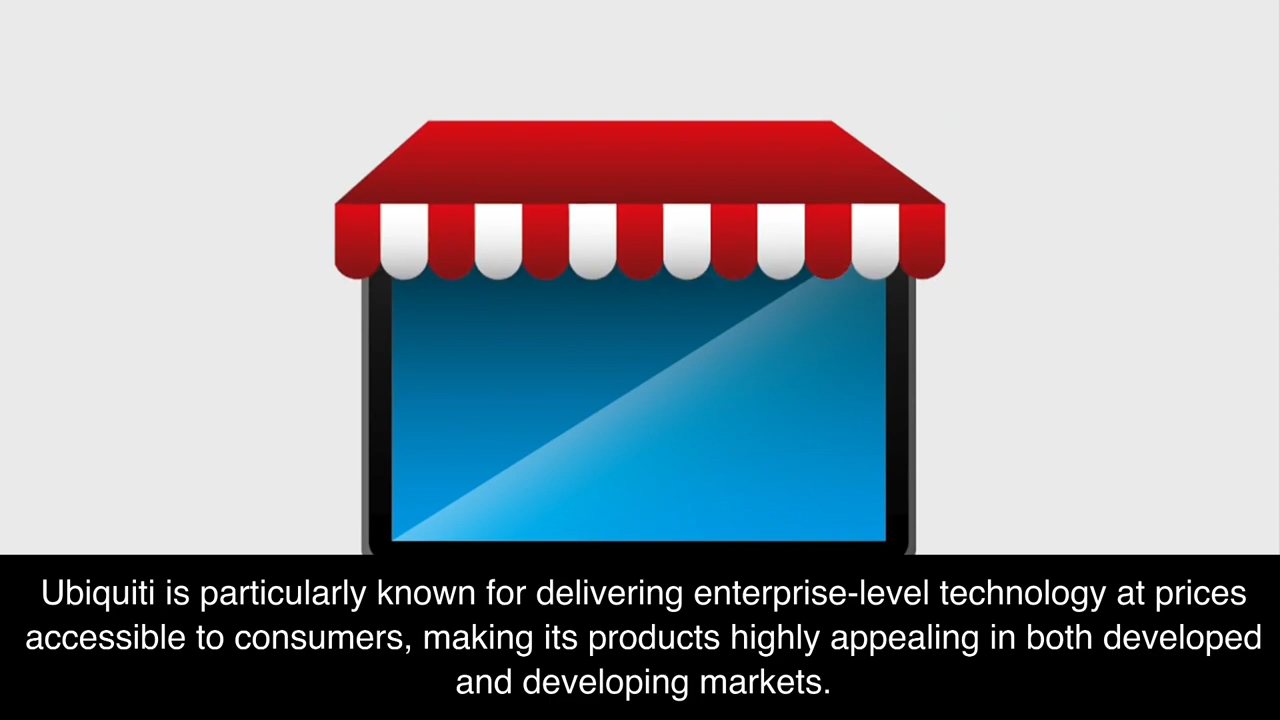 Ubiquiti is particularly known for delivering enterprise-level technology at prices
accessible to consumers, making its products highly appealing in both developed
and developing markets.